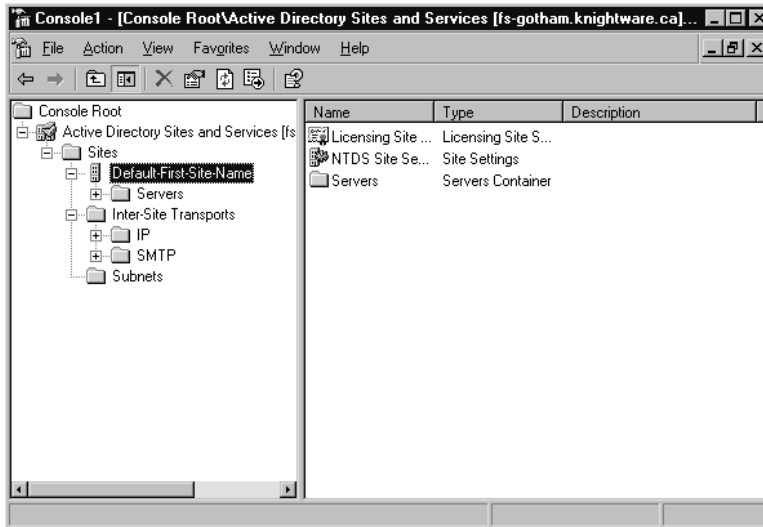 Console1 - [Console Root\Active Directory Sites and Services [fs-gotham.knightware.ca]...
File Action View Favorites Window Help
Console Root
Active Directory Sites and Services [fs
Sites
Default-First-Site-Name
Servers
Inter-Site Transports
IP
SMTP
Subnets
Name Type Description
Licensing Site ... Licensing Site S...
NTDS Site Se... Site Settings
Servers Servers Container